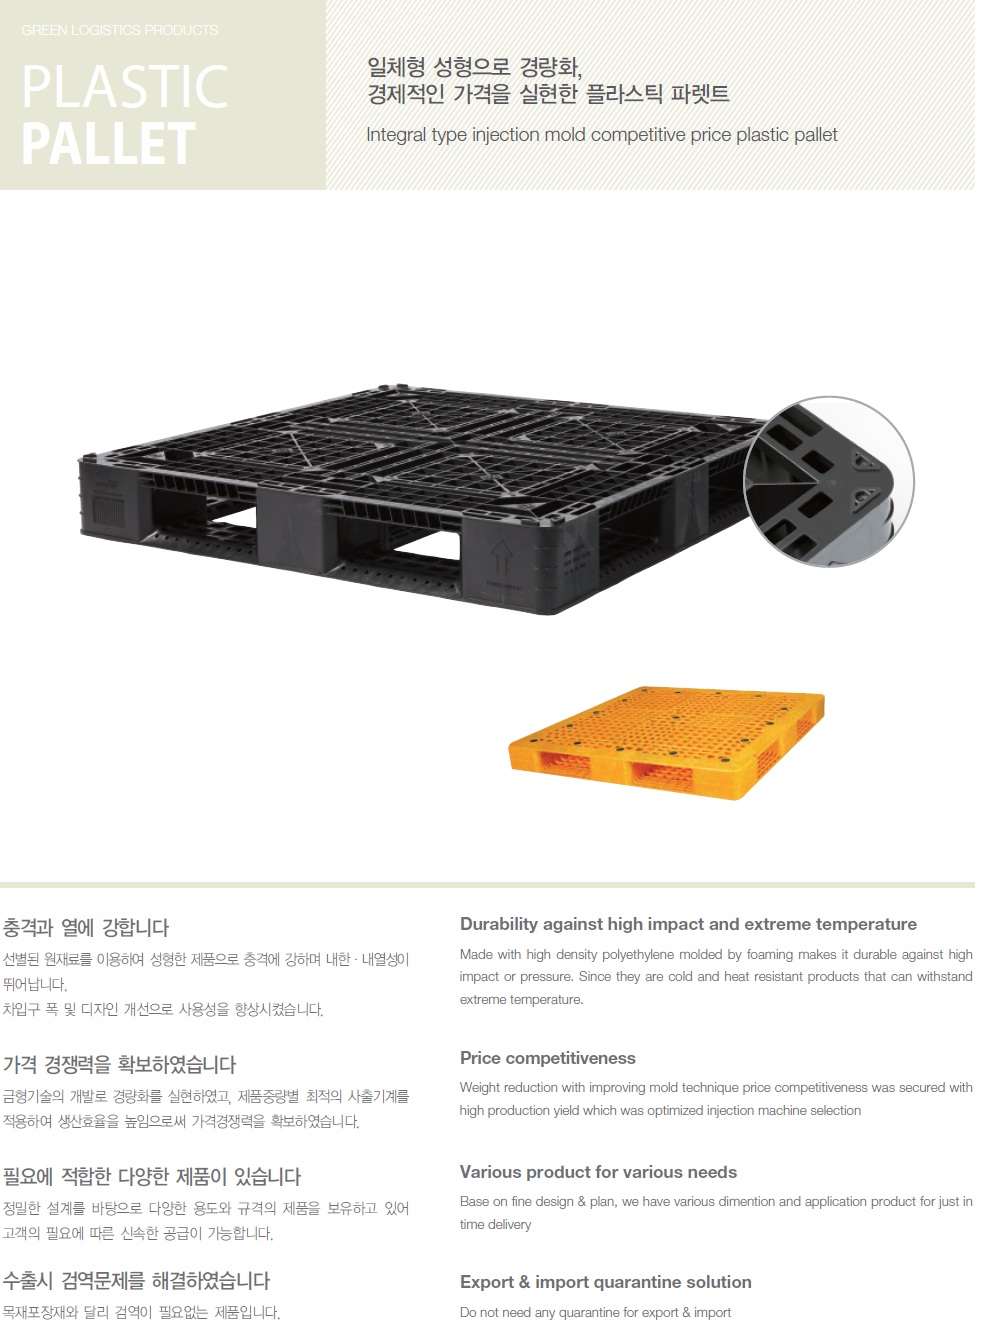 GREEN LOGISTICS PRODUCTS
PLASTIC
PALLET
일체형 성형으로 경량화,
경제적인 가격을 실현한 플라스틱 파렛트
Integral type injection mold competitive price plastic pallet
충격과 열에 강합니다
선별된 원재료를 이용하여 성형한 제품으로 충격에 강하며 내한 · 내열성이
뛰어납니다.
차입구 폭 및 디자인 개선으로 사용성을 향상시켰습니다.
가격 경쟁력을 확보하였습니다
금형기술의 개발로 경량화를 실현하였고, 제품중량별 최적의 사출기계를
적용하여 생산효율을 높임으로써 가격경쟁력을 확보하였습니다.
필요에 적합한 다양한 제품이 있습니다
정밀한 설계를 바탕으로 다양한 용도와 규격의 제품을 보유하고 있어
고객의 필요에 따른 신속한 공급이 가능합니다.
수출시 검역문제를 해결하였습니다
목재포장재와 달리 검역이 필요없는 제품입니다.
Durability against high impact and extreme temperature
Made with high density polyethylene molded by foaming makes it durable against high
impact or pressure. Since they are cold and heat resistant products that can withstand
extreme temperature.
Price competitiveness
Weight reduction with improving mold technique price competitiveness was secured with
high production yield which was optimized injection machine selection
Various product for various needs
Base on fine design & plan, we have various dimention and application product for just in
time delivery
Export & import quarantine solution
Do not need any quarantine for export & import